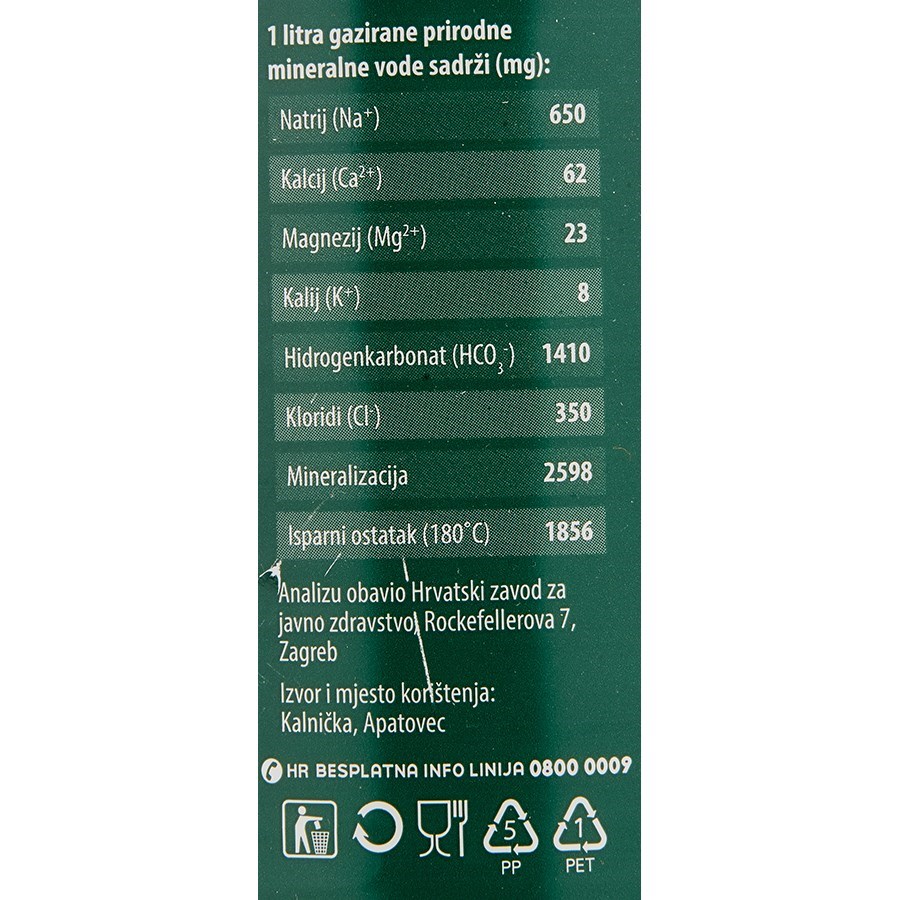 1 litra gazirane prirodne
mineralne vode sadrži (mg):
Natrij (Na⁺) 650
Kalcij (Ca²⁺) 62
Magnezij (Mg²⁺) 23
Kalij (K⁺) 8
Hidrogenkarbonat (HCO₃⁻) 1410
Kloridi (Cl⁻) 350
Mineralizacija 2598
Isparni ostatak (180°C) 1856
Analizu obavio Hrvatski zavod za
javno zdravstvo, Rockefellerova 7,
Zagreb
Izvor i mjesto korištenja:
Kalnička, Apatovec
HR BESPLATNA INFO LINIJA 0800 0009
5 1
PP PET